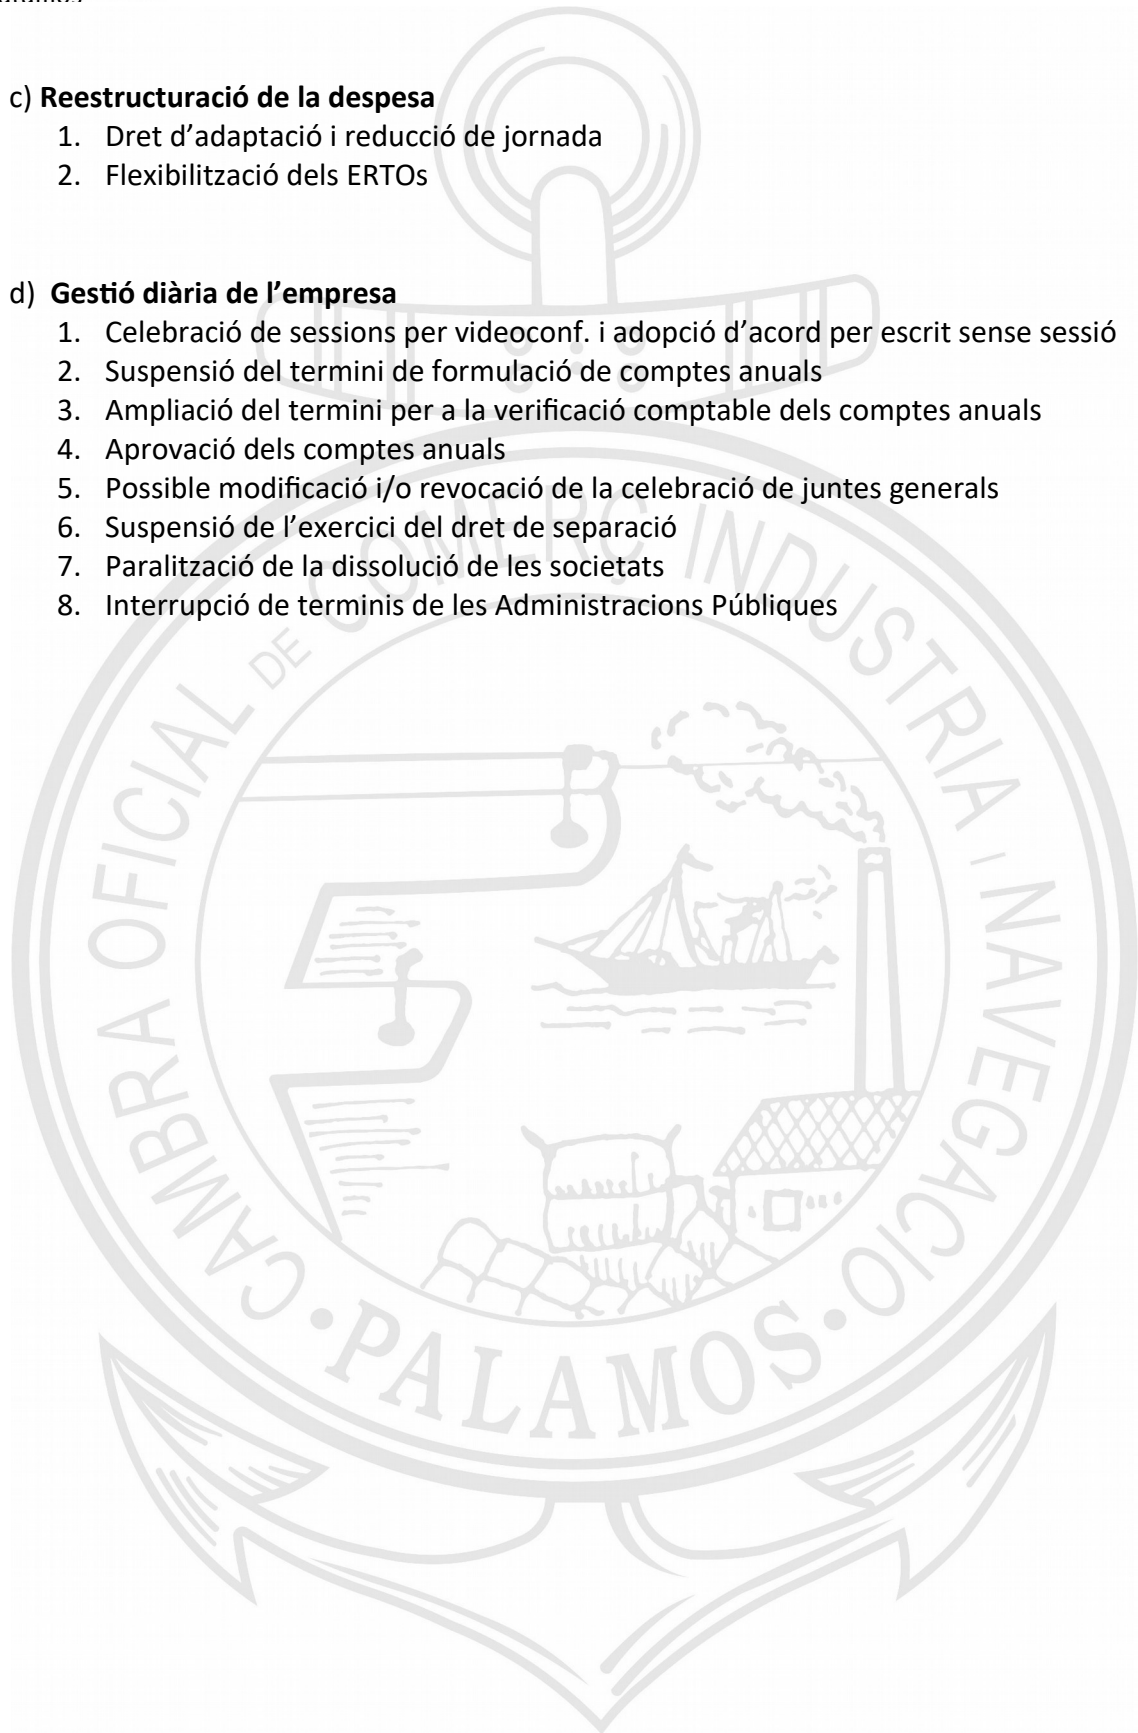 c) Reestructuració de la despesa
1. Dret d’adaptació i reducció de jornada
2. Flexibilització dels ERTOs
d) Gestió diària de l’empresa
1. Celebració de sessions per videoconf. i adopció d’acord per escrit sense sessió
2. Suspensió del termini de formulació de comptes anuals
3. Ampliació del termini per a la verificació comptable dels comptes anuals
4. Aprovació dels comptes anuals
5. Possible modificació i/o revocació de la celebració de juntes generals
6. Suspensió de l’exercici del dret de separació
7. Paralització de la dissolució de les societats
8. Interrupció de terminis de les Administracions Públiques
CAMBRA OFICIAL DE COMERÇ INDUSTRIA I NAVEGACIO
•PALAMOS•